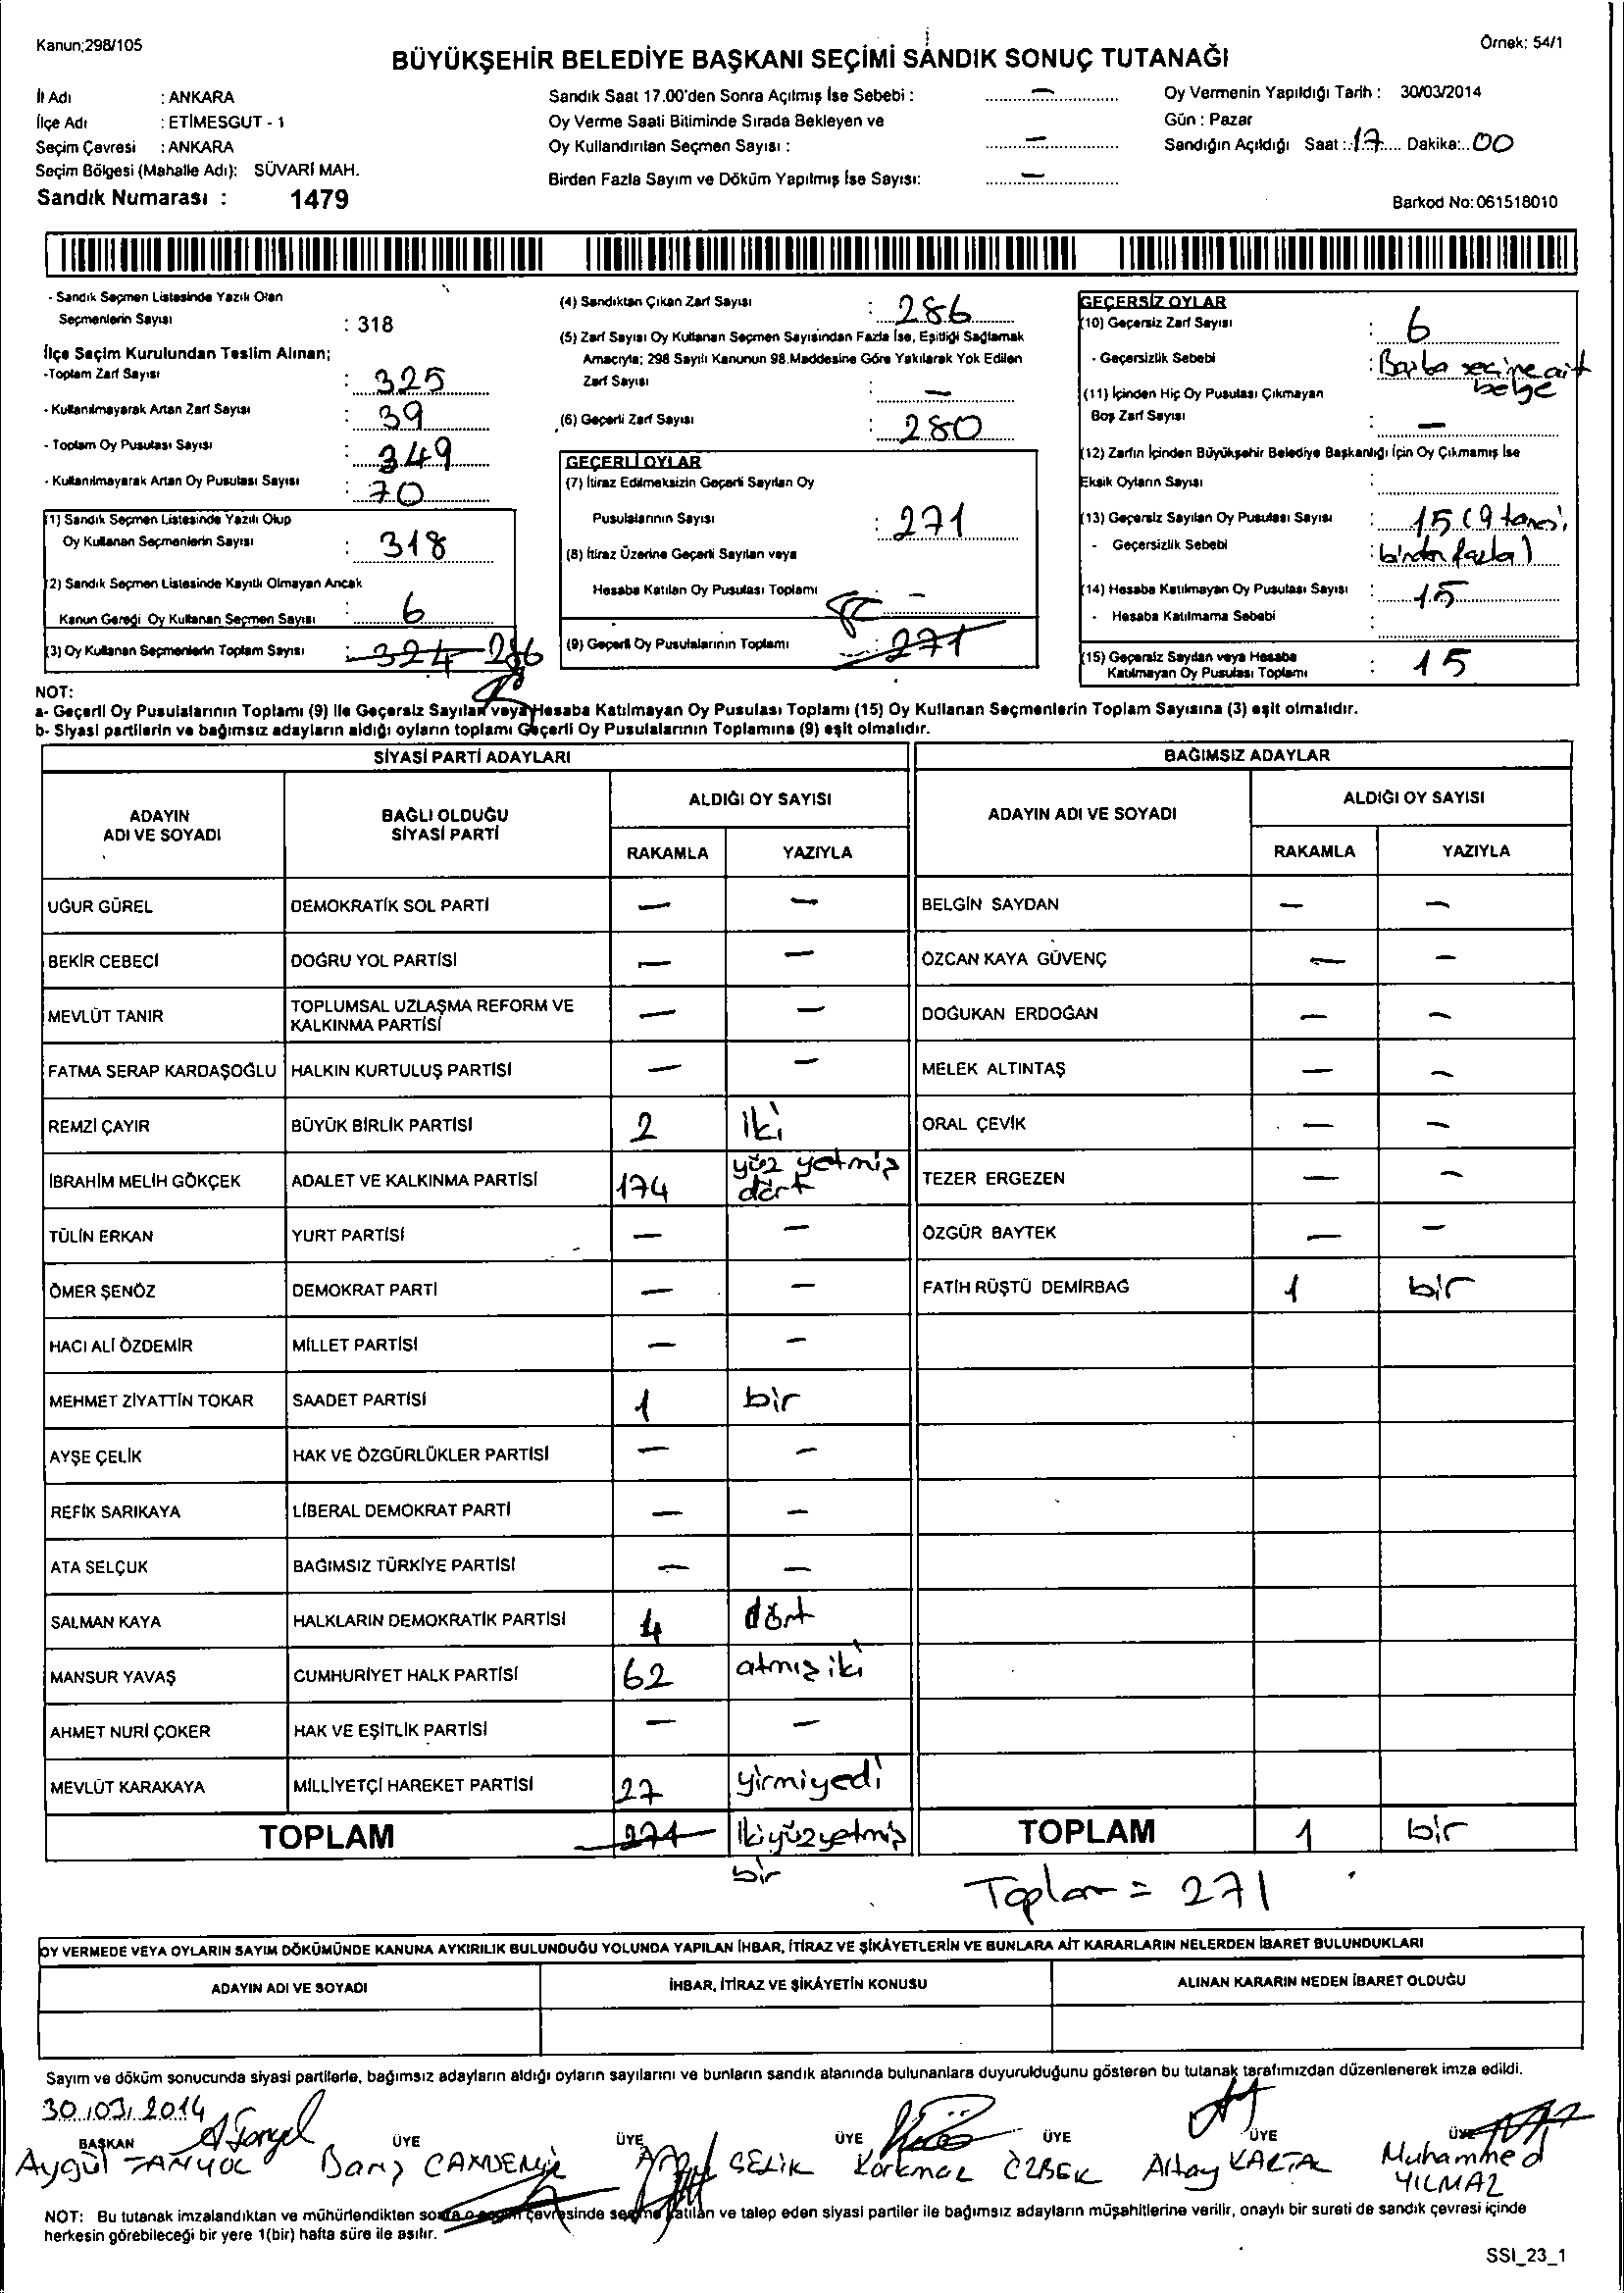 Kanun;298/105
Örnek: 54/1
BÜYÜKŞEHİR BELEDİYE BAŞKANI SEÇİMİ SANDIK SONUÇ TUTANAĞI
İl Adı : ANKARA
İlçe Adı : ETİMESGUT - 1
Seçim Çevresi : ANKARA
Seçim Bölgesi (Mahalle Adı): SÜVARİ MAH.
Sandık Numarası : 1479
Sandık Saat 17.00'den Sonra Açılmış İse Sebebi : —
Oy Verme Saati Bitiminde Sırada Bekleyen ve
Oy Kullandırılan Seçmen Sayısı : —
Birden Fazla Sayım ve Döküm Yapılmış İse Sayısı: —
Oy Vermenin Yapıldığı Tarih : 30/03/2014
Gün : Pazar
Sandığın Açıldığı Saat : 17 Dakika: 00
Barkod No: 061518010
- Sandık Seçmen Listesinde Yazılı Olan
Seçmenlerin Sayısı : 318
İlçe Seçim Kurulundan Teslim Alınan;
-Toplam Zarf Sayısı : 325
- Kullanılmayarak Artan Zarf Sayısı : 39
- Toplam Oy Pusulası Sayısı : 349
- Kullanılmayarak Artan Oy Pusulası Sayısı : 70
(1) Sandık Seçmen Listesinde Yazılı Olup
Oy Kullanan Seçmenlerin Sayısı : 318
(2) Sandık Seçmen Listesinde Kayıtlı Olmayan Ancak
Kanun Gereği Oy Kullanan Seçmen Sayısı : 6
(3) Oy Kullanan Seçmenlerin Toplam Sayısı : 324 286
(4) Sandıktan Çıkan Zarf Sayısı : 286
(5) Zarf Sayısı Oy Kullanan Seçmen Sayısından Fazla İse, Eşitliği Sağlamak
Amacıyla; 298 Sayılı Kanunun 98.Maddesine Göre Yakılarak Yok Edilen
Zarf Sayısı : —
(6) Geçerli Zarf Sayısı : 280
GEÇERLİ OYLAR
(7) İtiraz Edilmeksizin Geçerli Sayılan Oy
Pusulalarının Sayısı : 271
(8) İtiraz Üzerine Geçerli Sayılan veya
Hesaba Katılan Oy Pusulası Toplamı : —
(9) Geçerli Oy Pusulalarının Toplamı : 271
GEÇERSİZ OYLAR
(10) Geçersiz Zarf Sayısı : 6
- Geçersizlik Sebebi : Başka seçime ait
belge
(11) İçinden Hiç Oy Pusulası Çıkmayan
Boş Zarf Sayısı : —
(12) Zarfın İçinden Büyükşehir Belediye Başkanlığı İçin Oy Çıkmamış İse
Eksik Oyların Sayısı :
(13) Geçersiz Sayılan Oy Pusulası Sayısı : 15 (9 tanesi
- Geçersizlik Sebebi : birden fazla)
(14) Hesaba Katılmayan Oy Pusulası Sayısı : 15
- Hesaba Katılmama Sebebi :
(15) Geçersiz Sayılan veya Hesaba
Katılmayan Oy Pusulası Toplamı : 15
NOT:
a- Geçerli Oy Pusulalarının Toplamı (9) ile Geçersiz Sayılan veya Hesaba Katılmayan Oy Pusulası Toplamı (15) Oy Kullanan Seçmenlerin Toplam Sayısına (3) eşit olmalıdır.
b- Siyasi partilerin ve bağımsız adayların aldığı oyların toplamı Geçerli Oy Pusulalarının Toplamına (9) eşit olmalıdır.
SİYASİ PARTİ ADAYLARI BAĞIMSIZ ADAYLAR
ADAYIN ADI VE SOYADI BAĞLI OLDUĞU SİYASİ PARTİ ALDIĞI OY SAYISI ADAYIN ADI VE SOYADI ALDIĞI OY SAYISI
RAKAMLA YAZIYLA RAKAMLA YAZIYLA
UĞUR GÜREL DEMOKRATİK SOL PARTİ — — BELGİN SAYDAN — —
BEKİR CEBECİ DOĞRU YOL PARTİSİ — — ÖZCAN KAYA GÜVENÇ — —
MEVLÜT TANIR TOPLUMSAL UZLAŞMA REFORM VE KALKINMA PARTİSİ — — DOĞUKAN ERDOĞAN — —
FATMA SERAP KARDAŞOĞLU HALKIN KURTULUŞ PARTİSİ — — MELEK ALTINTAŞ — —
REMZİ ÇAYIR BÜYÜK BİRLİK PARTİSİ 2 iki ORAL ÇEVİK — —
İBRAHİM MELİH GÖKÇEK ADALET VE KALKINMA PARTİSİ 174 yüz yetmiş dört TEZER ERGEZEN — —
TÜLİN ERKAN YURT PARTİSİ — — ÖZGÜR BAYTEK — —
ÖMER ŞENÖZ DEMOKRAT PARTİ — — FATİH RÜŞTÜ DEMİRBAĞ 1 bir
HACI ALİ ÖZDEMİR MİLLET PARTİSİ — —
MEHMET ZİYATTİN TOKAR SAADET PARTİSİ 1 bir
AYŞE ÇELİK HAK VE ÖZGÜRLÜKLER PARTİSİ — —
REFİK SARIKAYA LİBERAL DEMOKRAT PARTİ — —
ATA SELÇUK BAĞIMSIZ TÜRKİYE PARTİSİ — —
SALMAN KAYA HALKLARIN DEMOKRATİK PARTİSİ 4 dört
MANSUR YAVAŞ CUMHURİYET HALK PARTİSİ 62 atmış iki
AHMET NURİ ÇOKER HAK VE EŞİTLİK PARTİSİ — —
MEVLÜT KARAKAYA MİLLİYETÇİ HAREKET PARTİSİ 27 yirmiyedi
TOPLAM 271 ikiyüzyetmiş TOPLAM 1 bir
bir
Toplam = 271
OY VERMEDE VEYA OYLARIN SAYIM DÖKÜMÜNDE KANUNA AYKIRILIK BULUNDUĞU YOLUNDA YAPILAN İHBAR, İTİRAZ VE ŞİKÂYETLERİN VE BUNLARA AİT KARARLARIN NELERDEN İBARET BULUNDUKLARI
ADAYIN ADI VE SOYADI İHBAR, İTİRAZ VE ŞİKÂYETİN KONUSU ALINAN KARARIN NEDEN İBARET OLDUĞU
Sayım ve döküm sonucunda siyasi partilerle, bağımsız adayların aldığı oyların sayılarını ve bunların sandık alanında bulunanlara duyurulduğunu gösteren bu tutanak tarafımızdan düzenlenerek imza edildi.
30.03.2014
BAŞKAN ÜYE ÜYE ÜYE ÜYE ÜYE ÜYE
Aygül TANYOL Barış CANDEMİR ÇELİK Korkmaz ÖZBEK Altay KARTAL Muhammed
YILMAZ
NOT: Bu tutanak imzalandıktan ve mühürlendikten sonra o seçim çevresinde seçime katılan ve talep eden siyasi partiler ile bağımsız adayların müşahitlerine verilir, onaylı bir sureti de sandık çevresi içinde
herkesin görebileceği bir yere 1(bir) hafta süre ile asılır.
SSI_23_1